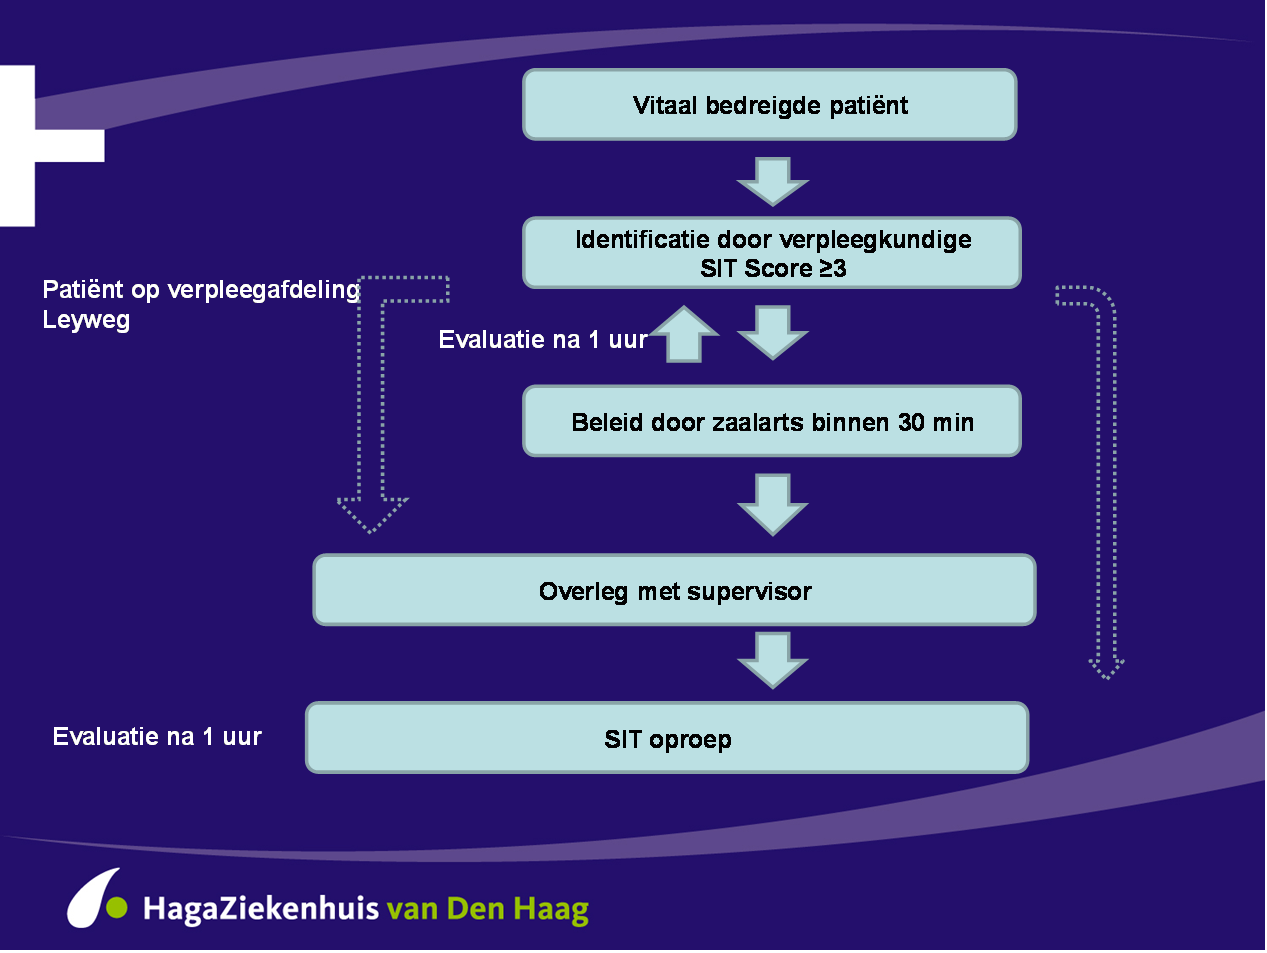 Vitaal bedreigde patiënt
Identificatie door verpleegkundige
SIT Score ≥3
Patiënt op verpleegafdeling
Leyweg
Evaluatie na 1 uur
Beleid door zaalarts binnen 30 min
Overleg met supervisor
Evaluatie na 1 uur
SIT oproep
HagaZiekenhuis van Den Haag